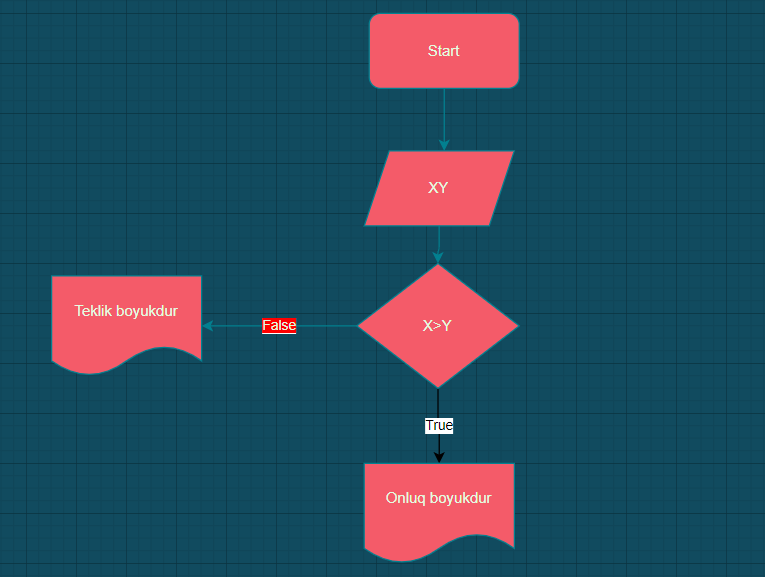 Start
XY
X>Y
False
Teklik boyukdur
True
Onluq boyukdur